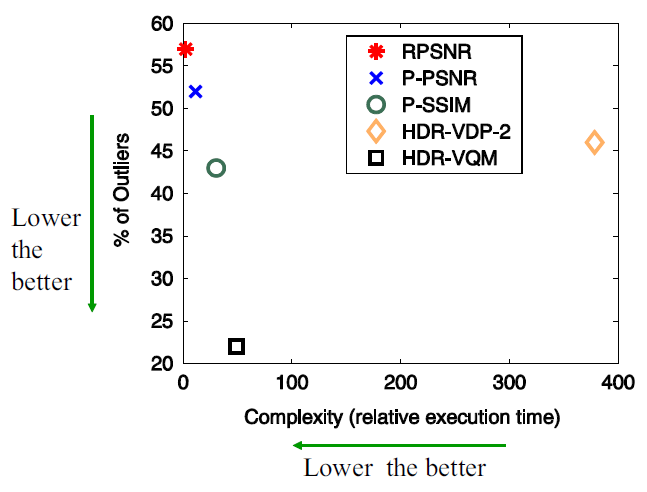 60
55
50
45
40
35
30
25
20
% of Outliers
Lower
the
better
RPSNR
P-PSNR
P-SSIM
HDR-VDP-2
HDR-VQM
0 100 200 300 400
Complexity (relative execution time)
Lower the better